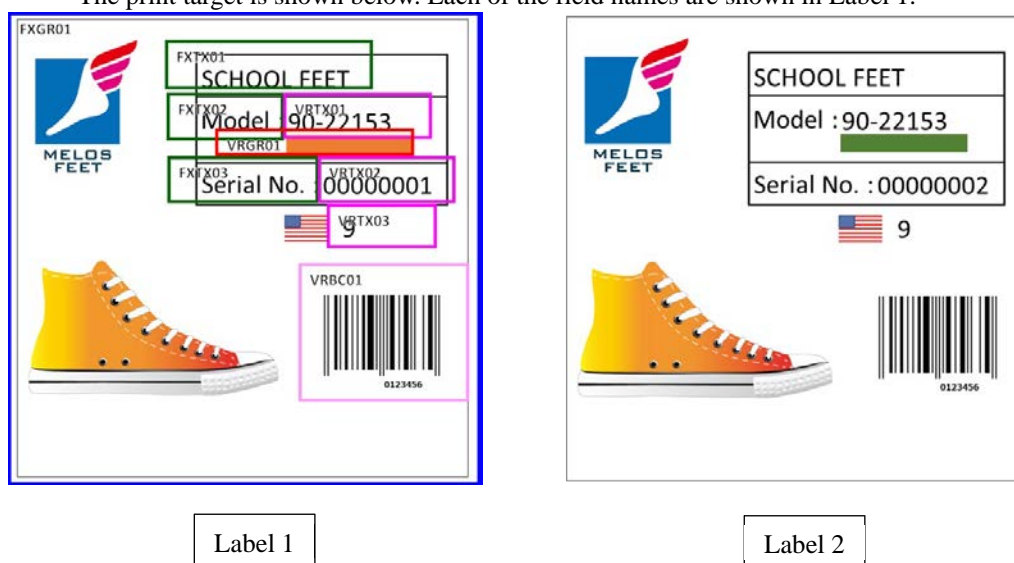 The print target is shown below. Each of the field names are shown in Label 1.
FXGR01
FXTX01
SCHOOL FEET
FXTX02
VRTX01
Model :90-22153
VRGR01
MELOS
FEET
FXTX03
VRTX02
Serial No. :00000001
VRTX03
9
VRBC01
0123456
Label 1
SCHOOL FEET
Model :90-22153
MELOS
FEET
Serial No. :00000002
9
0123456
Label 2